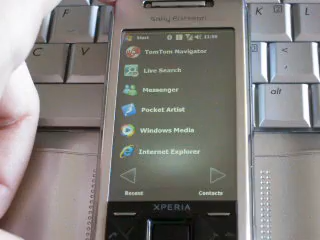 Sony Ericsson
Start 11:55
TomTom Navigator
Live Search
Messenger
Pocket Artist
Windows Media
Internet Explorer
Recent Contacts
XPERIA
K L
alt